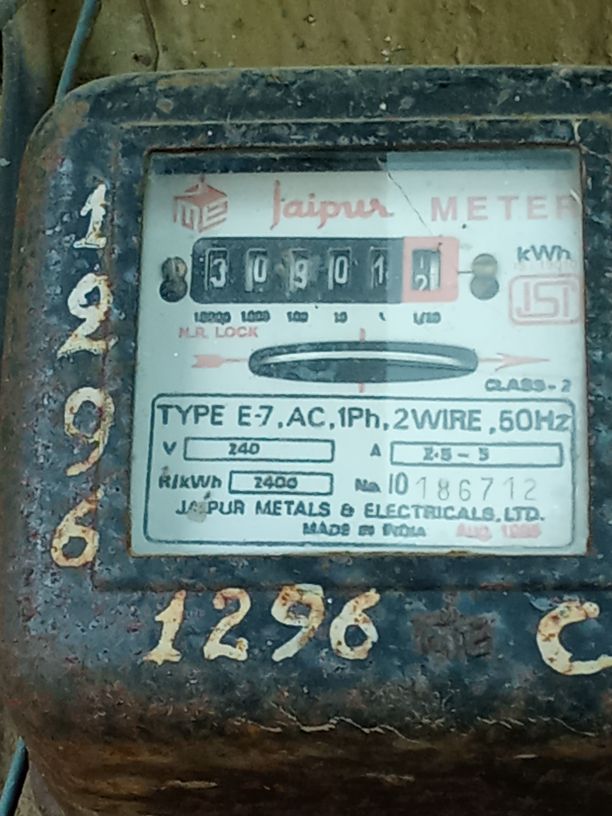 Jaipur METER
kWh
3 0 9 0 1 2
10000 1000 100 10 1 1/10
N.R. LOCK
CLASS-2
TYPE E-7, AC, 1Ph, 2WIRE, 50Hz
V 240 A 2.5-5
R/kWh 2400 No 10186712
JAIPUR METALS & ELECTRICALS, LTD.
MADE IN INDIA Aug.
1296
1296 C